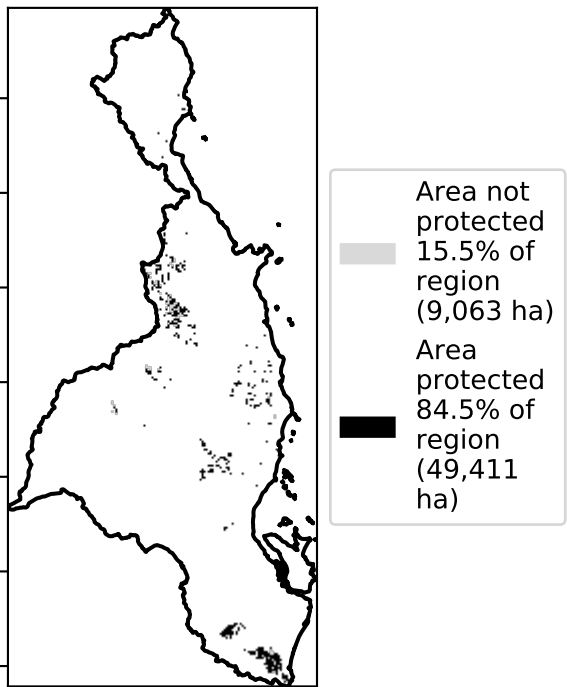 Area not
protected
15.5% of
region
(9,063 ha)
Area
protected
84.5% of
region
(49,411
ha)